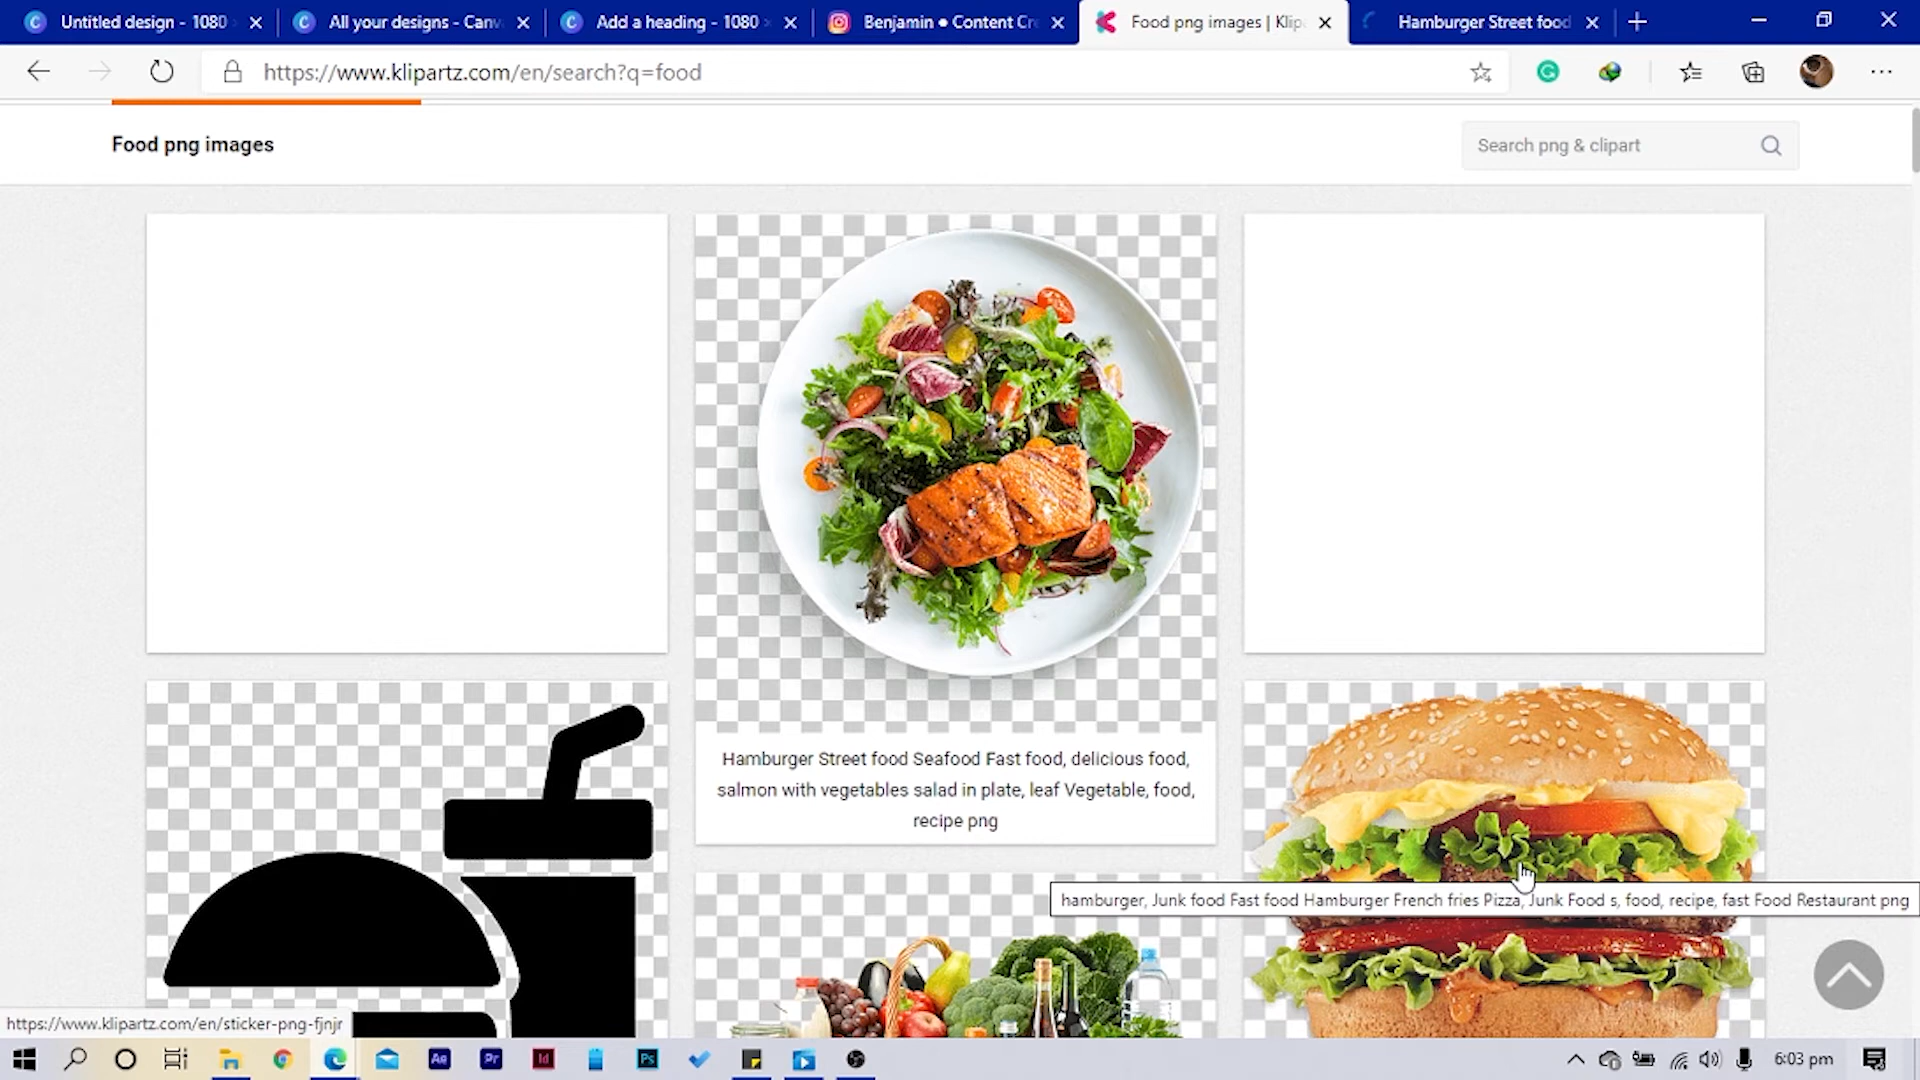 Untitled design - 1080
All your designs - Canv
Add a heading - 1080
Benjamin ● Content Cr
Food png images | Klip
Hamburger Street food
https://www.klipartz.com/en/search?q=food
Food png images
Search png & clipart
Hamburger Street food Seafood Fast food, delicious food,
salmon with vegetables salad in plate, leaf Vegetable, food,
recipe png
hamburger, Junk food Fast food Hamburger French fries Pizza, Junk Food s, food, recipe, fast Food Restaurant png
https://www.klipartz.com/en/sticker-png-fjnjr
Ae
Pr
Id
Ps
6:03 pm